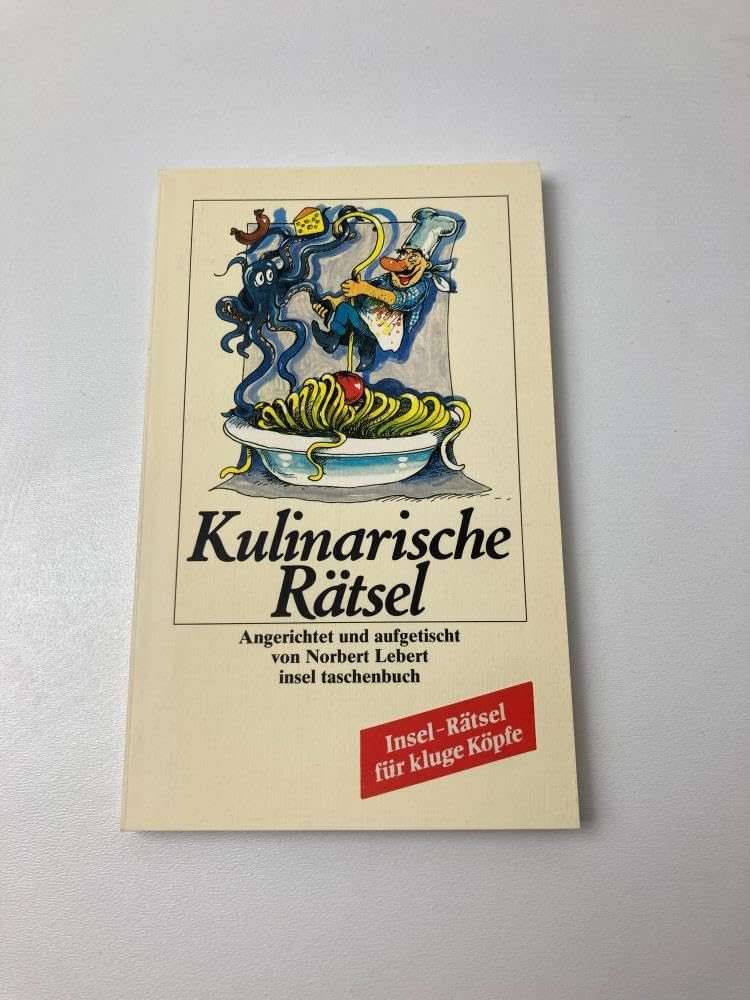 Kulinarische
Rätsel
Angerichtet und aufgetischt
von Norbert Lebert
insel taschenbuch
Insel-Rätsel
für kluge Köpfe